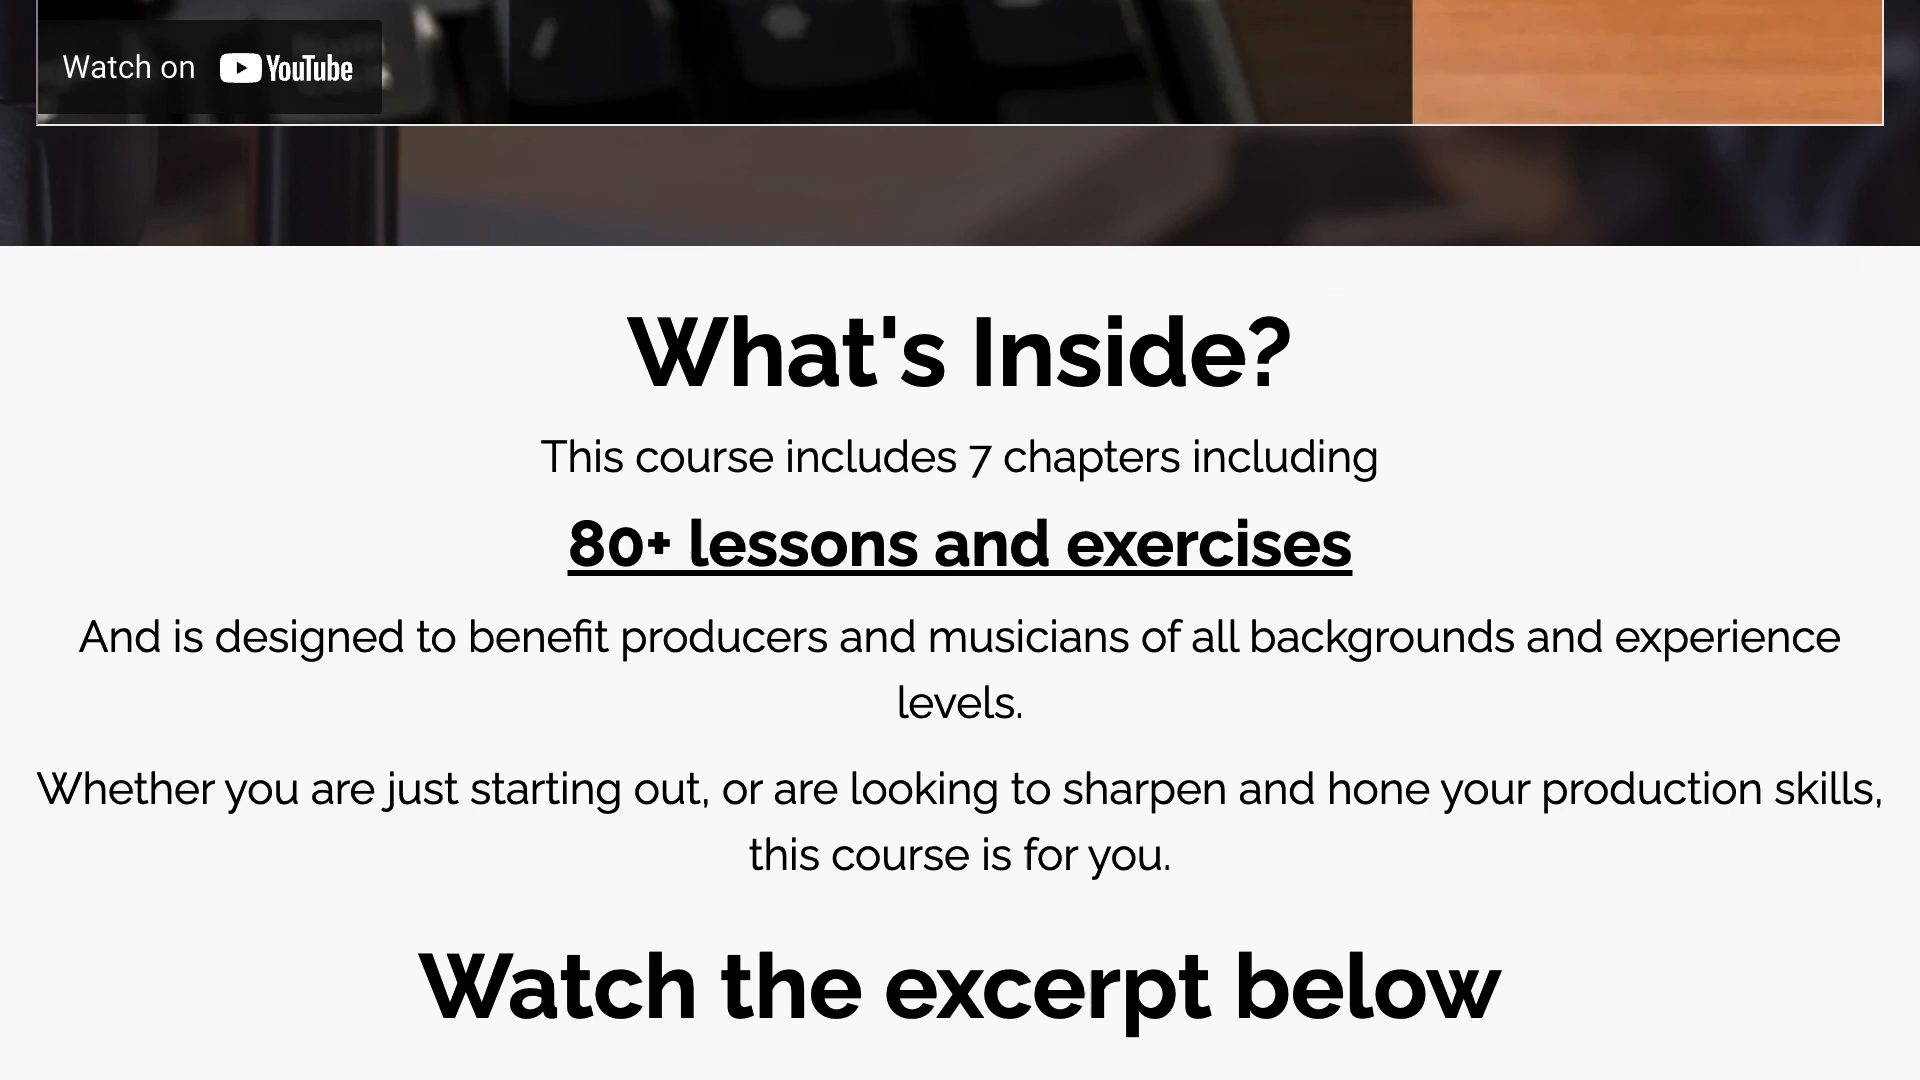 Watch on YouTube
What's Inside?
This course includes 7 chapters including
80+ lessons and exercises
And is designed to benefit producers and musicians of all backgrounds and experience
levels.
Whether you are just starting out, or are looking to sharpen and hone your production skills,
this course is for you.
Watch the excerpt below